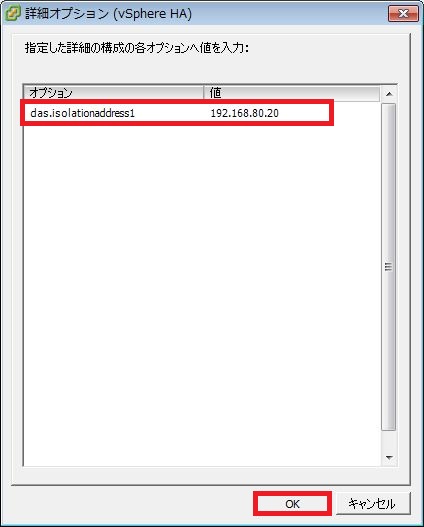 詳細オプション (vSphere HA)
指定した詳細の構成の各オプションへ値を入力:
オプション 値
das.isolationaddress1 192.168.80.20
OK キャンセル